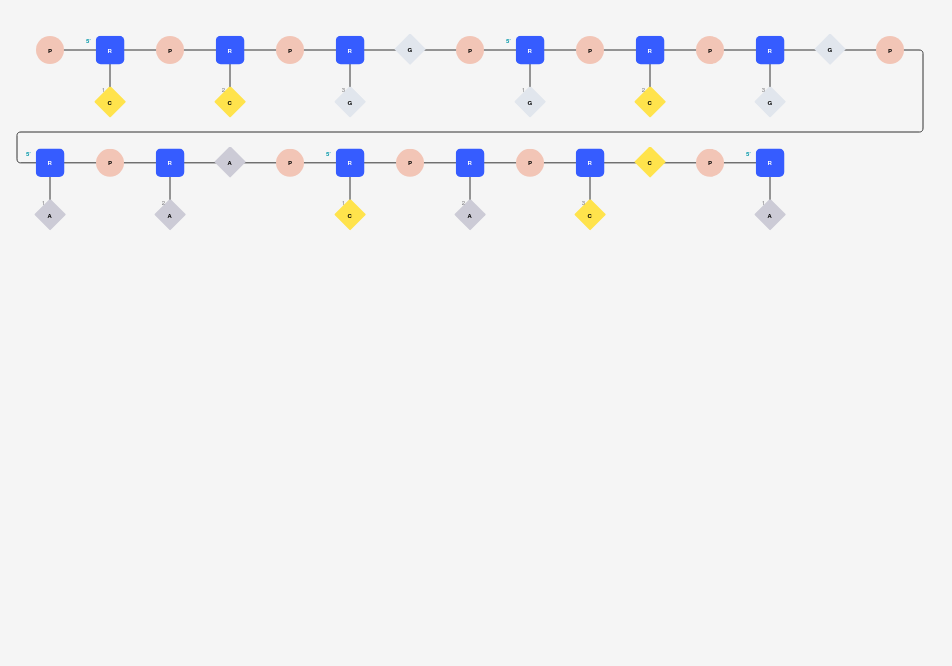 P 5' R P R P R G P 5' R P R P R G P
1 C 2 C 3 G 1 G 2 C 3 G
5' R P R A P 5' R P R P R C P 5' R
1 A 2 A 1 C 2 A 3 C 1 A